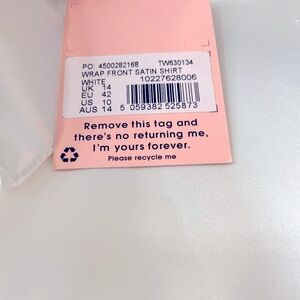 PO: 4500282168 TW630134
WRAP FRONT SATIN SHIRT
WHITE 10227628006
UK 14
EU 42
US 10
AUS 14 5 059382 525873
Remove this tag and
there's no returning me,
I'm yours forever.
Please recycle me